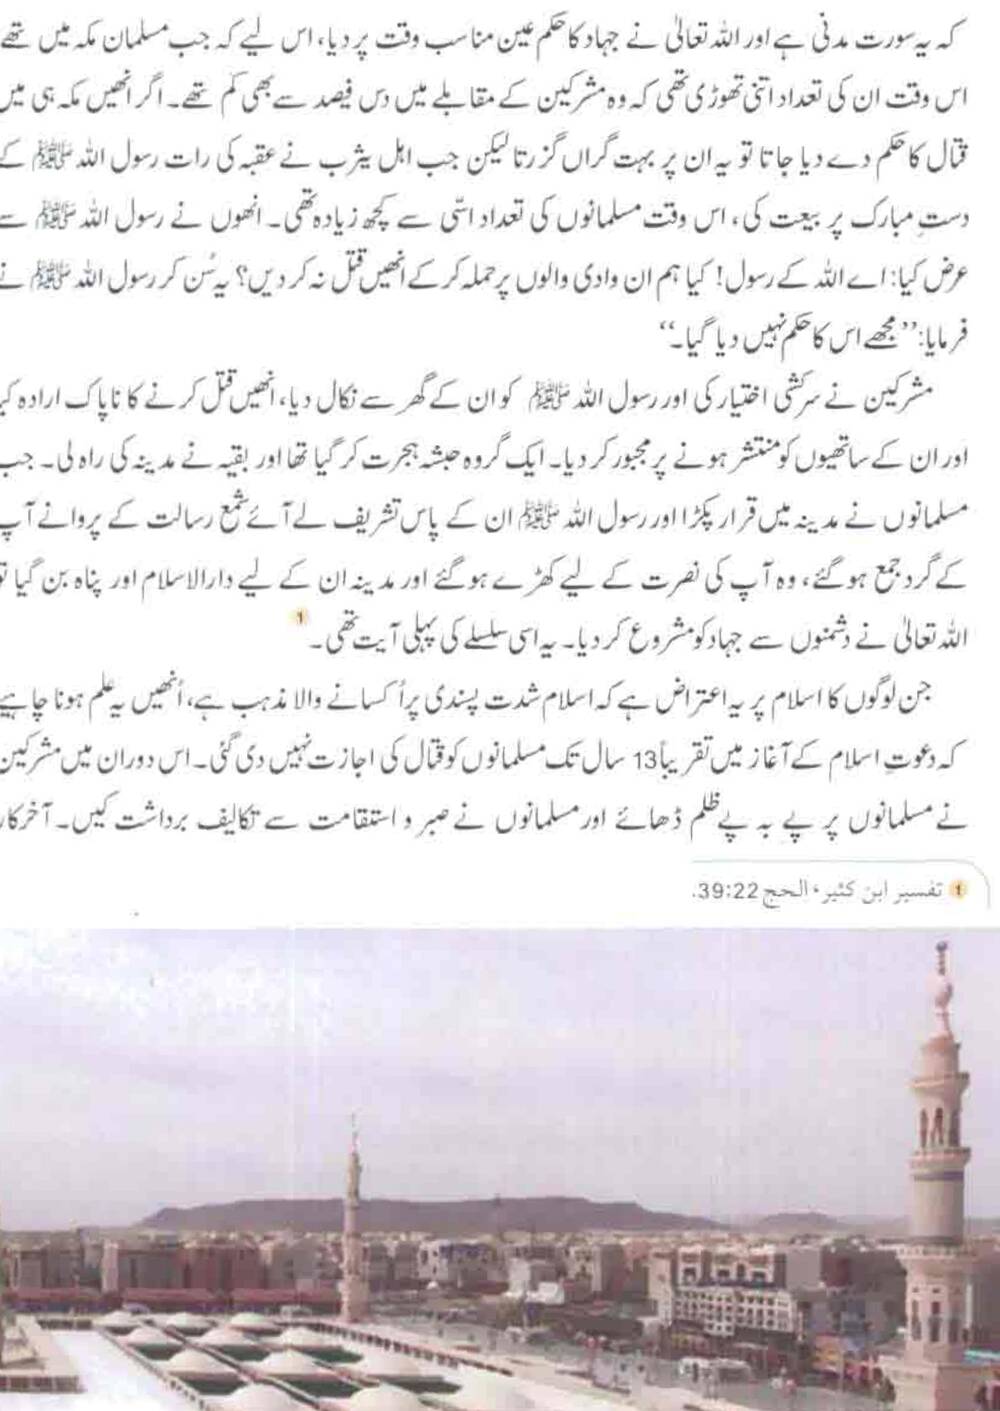 کہ یہ سورت مدنی ہے اور اللہ تعالیٰ نے جہاد کا حکم عین مناسب وقت پر دیا، اس لیے کہ جب مسلمان مکہ میں تھے
اس وقت ان کی تعداد اتنی تھوڑی تھی کہ وہ مشرکین کے مقابلے میں دس فیصد سے بھی کم تھے۔ اگر انھیں مکہ ہی میں
قتال کا حکم دے دیا جاتا تو یہ ان پر بہت گراں گزرتا لیکن جب اہل یثرب نے عقبہ کی رات رسول اللہ ﷺ کے
دستِ مبارک پر بیعت کی، اس وقت مسلمانوں کی تعداد اسّی سے کچھ زیادہ تھی۔ انھوں نے رسول اللہ ﷺ سے
عرض کیا: اے اللہ کے رسول! کیا ہم ان وادی والوں پر حملہ کر کے انھیں قتل نہ کر دیں؟ یہ سُن کر رسول اللہ ﷺ نے
فرمایا: ’’مجھے اس کا حکم نہیں دیا گیا۔‘‘
مشرکین نے سرکشی اختیار کی اور رسول اللہ ﷺ کو ان کے گھر سے نکال دیا، انھیں قتل کرنے کا ناپاک ارادہ کیا
اور ان کے ساتھیوں کو منتشر ہونے پر مجبور کر دیا۔ ایک گروہ حبشہ ہجرت کر گیا تھا اور بقیہ نے مدینہ کی راہ لی۔ جب
مسلمانوں نے مدینہ میں قرار پکڑا اور رسول اللہ ﷺ ان کے پاس تشریف لے آئے شمع رسالت کے پروانے آپ
کے گرد جمع ہوگئے، وہ آپ کی نصرت کے لیے کھڑے ہوگئے اور مدینہ ان کے لیے دارالاسلام اور پناہ بن گیا تو
اللہ تعالیٰ نے دشمنوں سے جہاد کو مشروع کر دیا۔ یہ اسی سلسلے کی پہلی آیت تھی۔ 1
جن لوگوں کا اسلام پر یہ اعتراض ہے کہ اسلام شدت پسندی پر اُکسانے والا مذہب ہے، اُنھیں یہ علم ہونا چاہیے
کہ دعوتِ اسلام کے آغاز میں تقریباً 13 سال تک مسلمانوں کو قتال کی اجازت نہیں دی گئی۔ اس دوران میں مشرکین
نے مسلمانوں پر پے بہ پے ظلم ڈھائے اور مسلمانوں نے صبر و استقامت سے تکالیف برداشت کیں۔ آخرکار
1 تفسیر ابن کثیر، الحج 39:22.